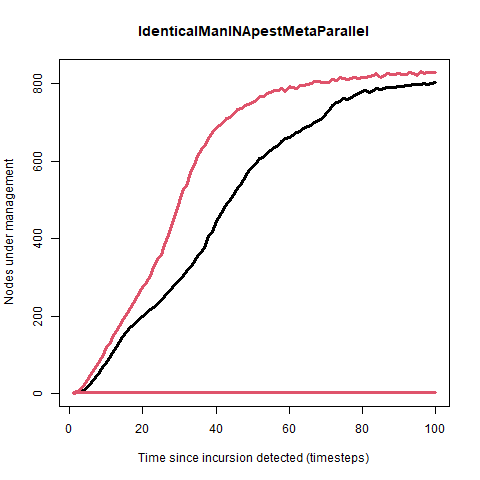 IdenticalManINApestMetaParallel
Nodes under management
800
600
400
200
0
0 20 40 60 80 100
Time since incursion detected (timesteps)